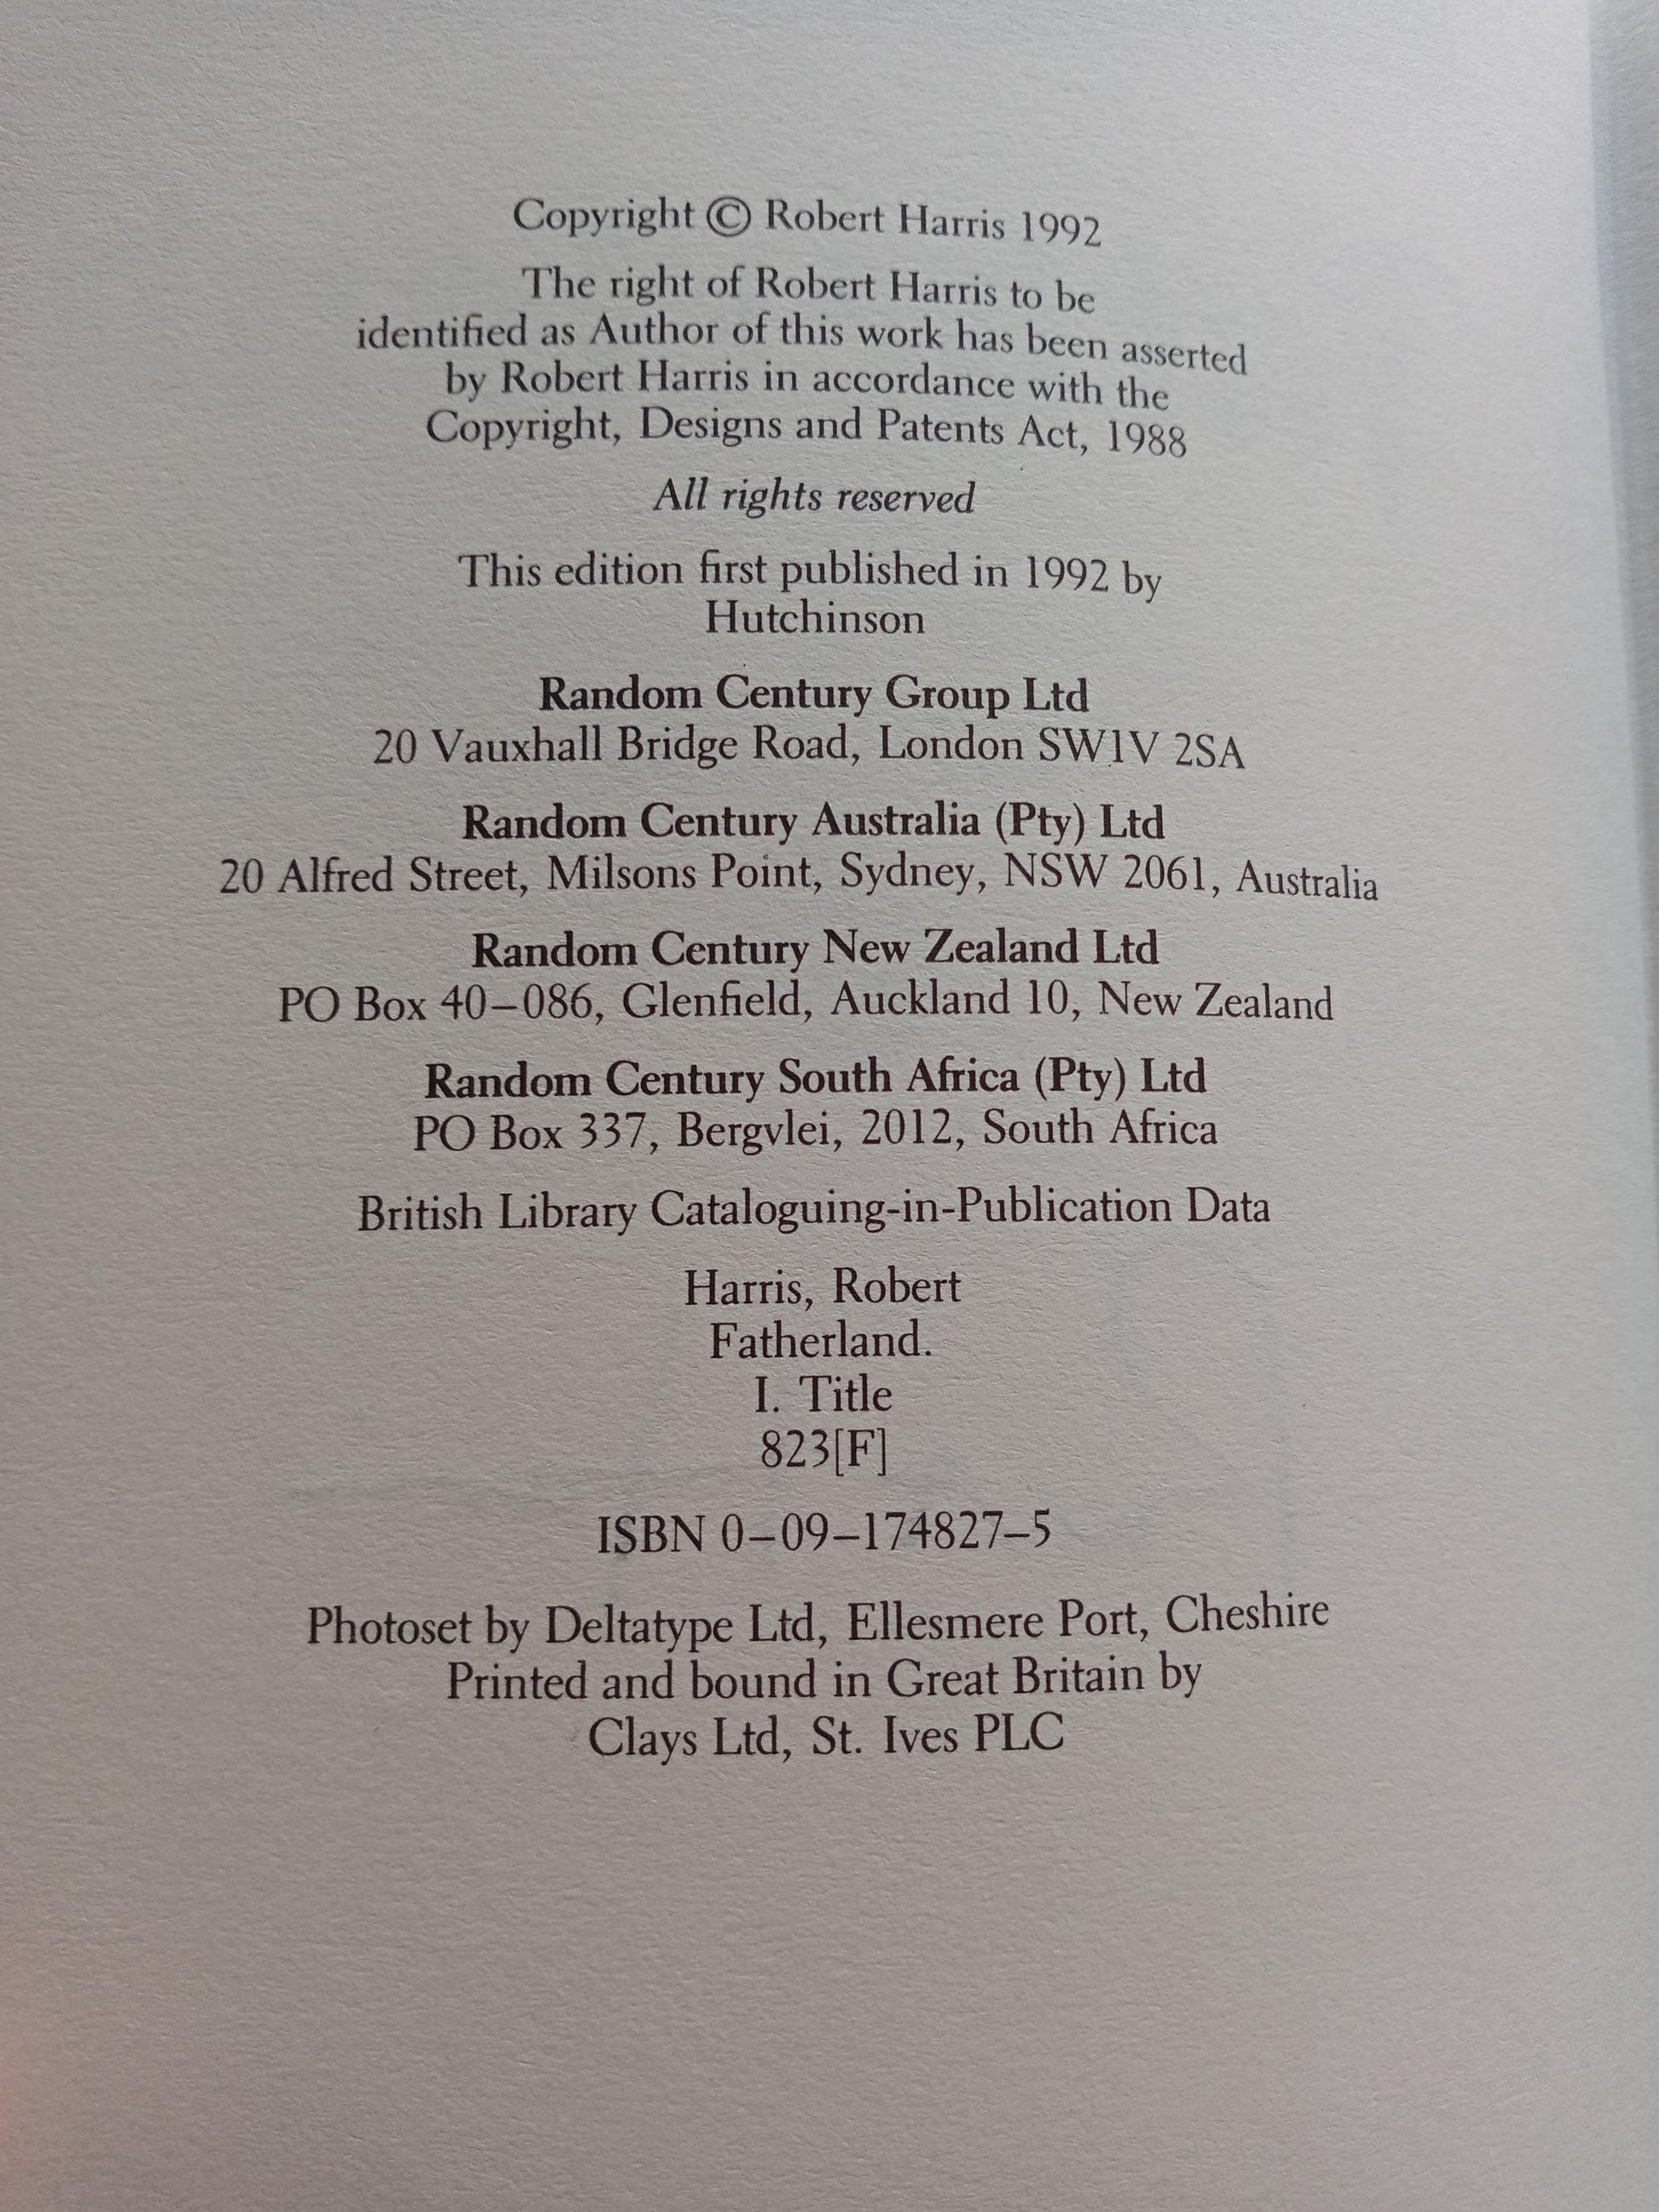 Copyright © Robert Harris 1992
The right of Robert Harris to be
identified as Author of this work has been asserted
by Robert Harris in accordance with the
Copyright, Designs and Patents Act, 1988
All rights reserved
This edition first published in 1992 by
Hutchinson
Random Century Group Ltd
20 Vauxhall Bridge Road, London SW1V 2SA
Random Century Australia (Pty) Ltd
20 Alfred Street, Milsons Point, Sydney, NSW 2061, Australia
Random Century New Zealand Ltd
PO Box 40–086, Glenfield, Auckland 10, New Zealand
Random Century South Africa (Pty) Ltd
PO Box 337, Bergvlei, 2012, South Africa
British Library Cataloguing-in-Publication Data
Harris, Robert
Fatherland.
I. Title
823[F]
ISBN 0–09–174827–5
Photoset by Deltatype Ltd, Ellesmere Port, Cheshire
Printed and bound in Great Britain by
Clays Ltd, St. Ives PLC